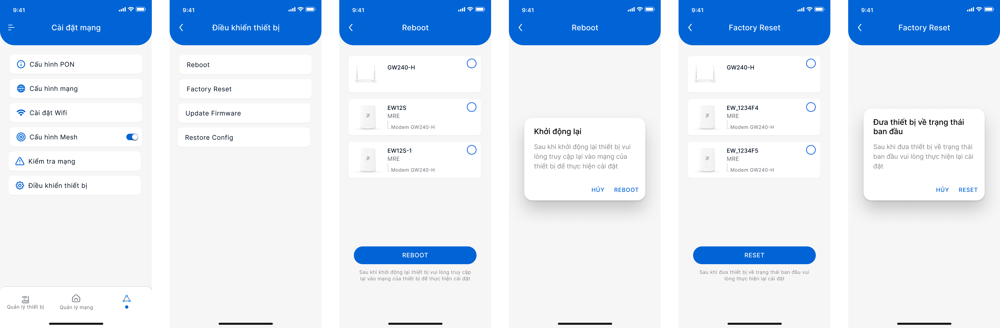 9:41
Cài đặt mạng
Cấu hình PON
Cấu hình mạng
Cài đặt Wifi
Cấu hình Mesh
Kiểm tra mạng
Điều khiển thiết bị
Quản lý thiết bị
Quản lý mạng
9:41
Điều khiển thiết bị
Reboot
Factory Reset
Update Firmware
Restore Config
9:41
Reboot
GW240-H
EW12S
MRE
Modem GW240-H
EW12S-1
MRE
Modem GW240-H
REBOOT
Sau khi khởi động lại thiết bị vui lòng truy cập
lại vào mạng của thiết bị để thực hiện cài đặt
9:41
Reboot
Khởi động lại
Sau khi khởi động lại thiết bị vui
lòng truy cập lại vào mạng của
thiết bị để thực hiện cài đặt
HỦY REBOOT
9:41
Factory Reset
GW240-H
EW_1234F4
MRE
Modem GW240-H
EW_1234F5
MRE
Modem GW240-H
RESET
Sau khi đưa thiết bị về trạng thái ban đầu vui
lòng thực hiện lại cài đặt
9:41
Factory Reset
Đưa thiết bị về trạng thái
ban đầu
Sau khi đưa thiết bị về trạng thái
ban đầu vui lòng thực hiện lại cài
đặt
HỦY RESET